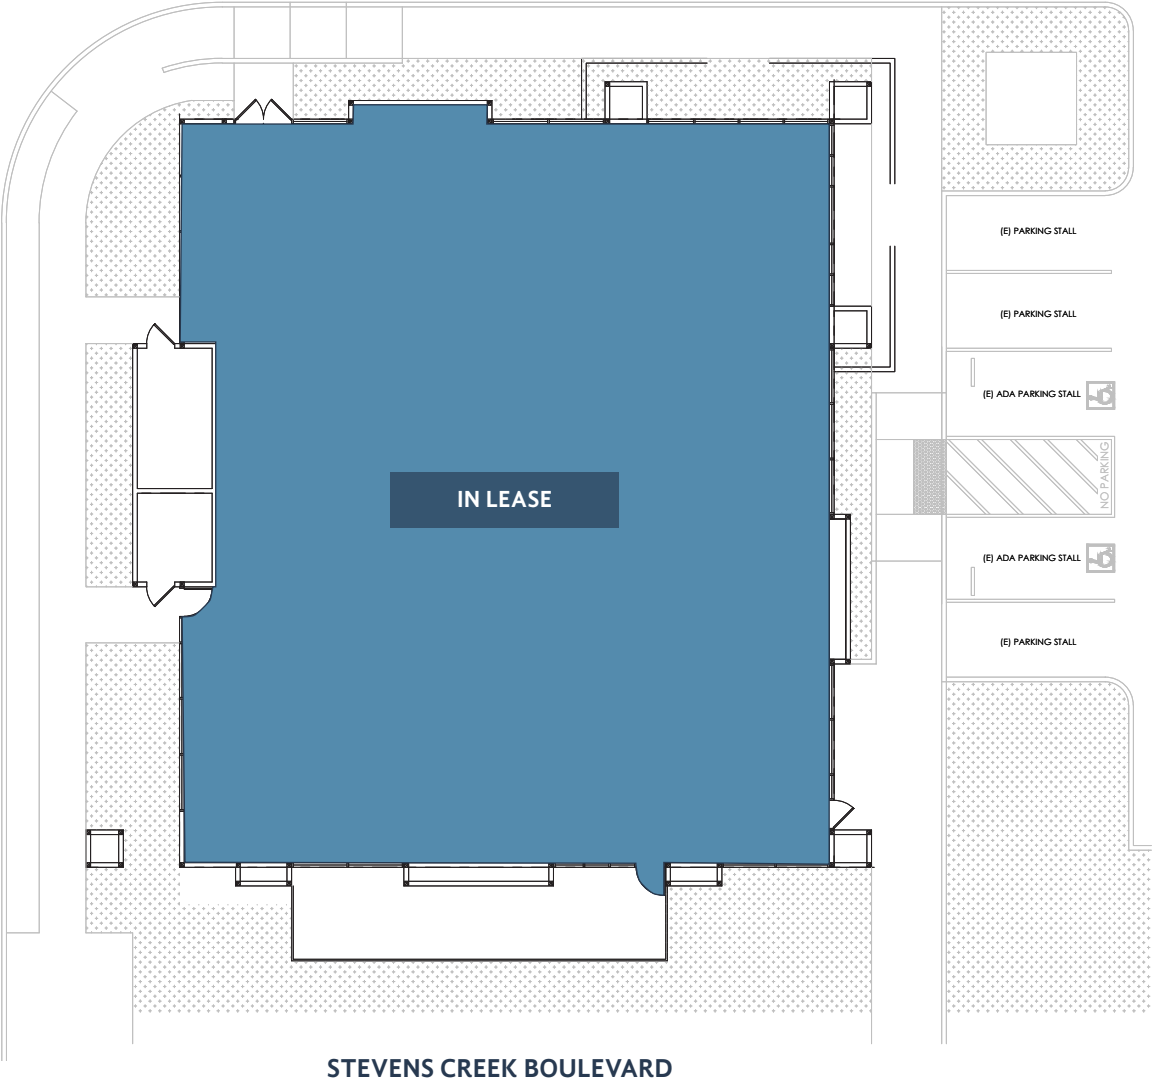 (E) PARKING STALL
(E) PARKING STALL
(E) ADA PARKING STALL
NO PARKING
IN LEASE
(E) ADA PARKING STALL
(E) PARKING STALL
STEVENS CREEK BOULEVARD